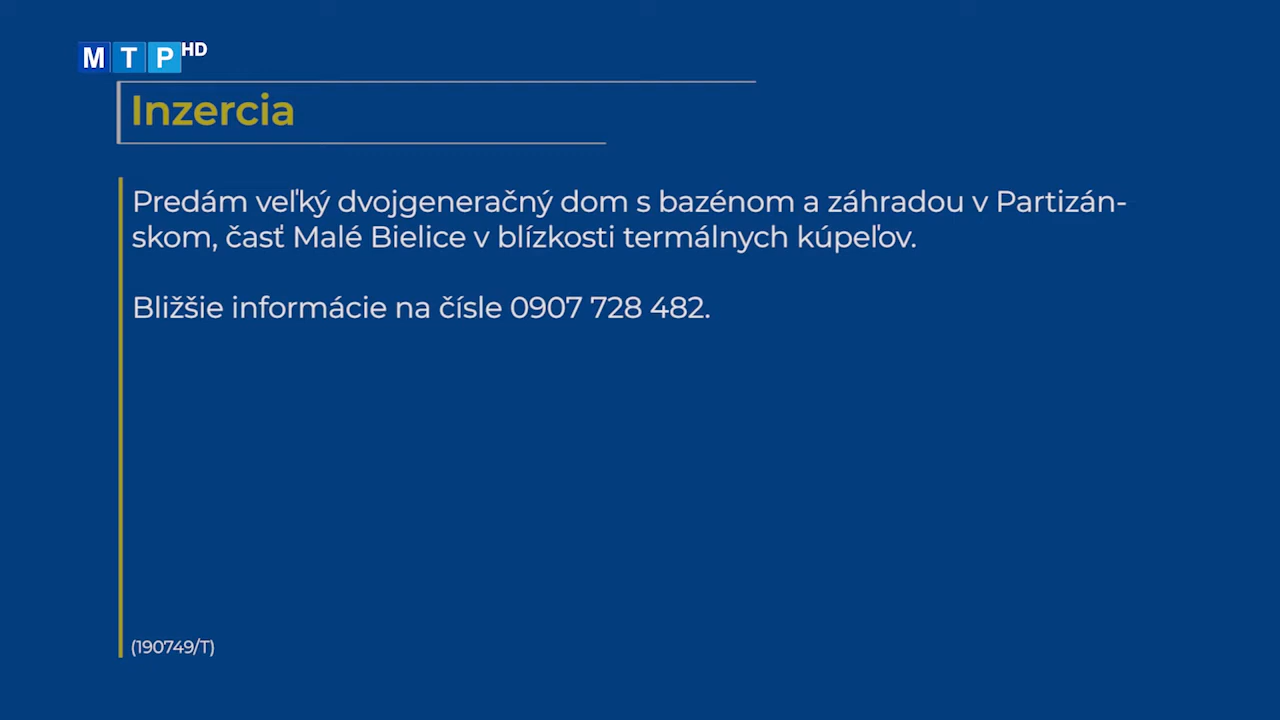 MTP HD
Inzercia
Predám veľký dvojgeneračný dom s bazénom a záhradou v Partizán-
skom, časť Malé Bielice v blízkosti termálnych kúpeľov.
Bližšie informácie na čísle 0907 728 482.
(190749/T)